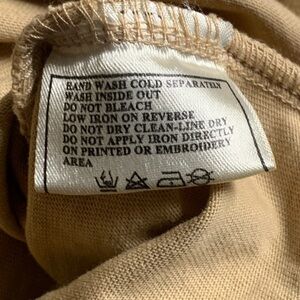 HAND WASH COLD SEPARATELY
WASH INSIDE OUT
DO NOT BLEACH
LOW IRON ON REVERSE
DO NOT DRY CLEAN-LINE DRY
DO NOT APPLY IRON DIRECTLY
ON PRINTED OR EMBROIDERY
AREA